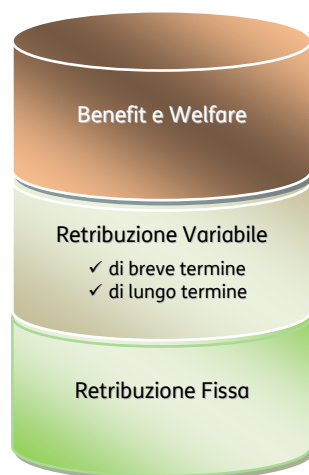 Benefit e Welfare
Retribuzione Variabile
✓ di breve termine
✓ di lungo termine
Retribuzione Fissa